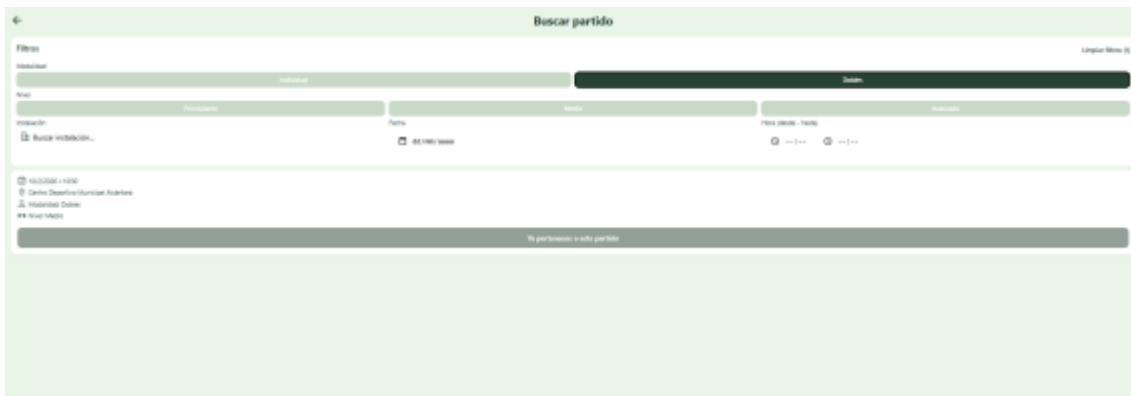 Buscar partido
Filtros
Limpiar filtros (1)
Modalidad
Individual
Dobles
Nivel
Principiante
Medio
Avanzado
Instalación
Fecha
Hora (desde - hasta)
Buscar instalación...
dd/mm/aaaa
--:--
--:--
Centro Deportivo Municipal Alcántara
Modalidad: Dobles
Nivel: Medio
Ya perteneces a este partido